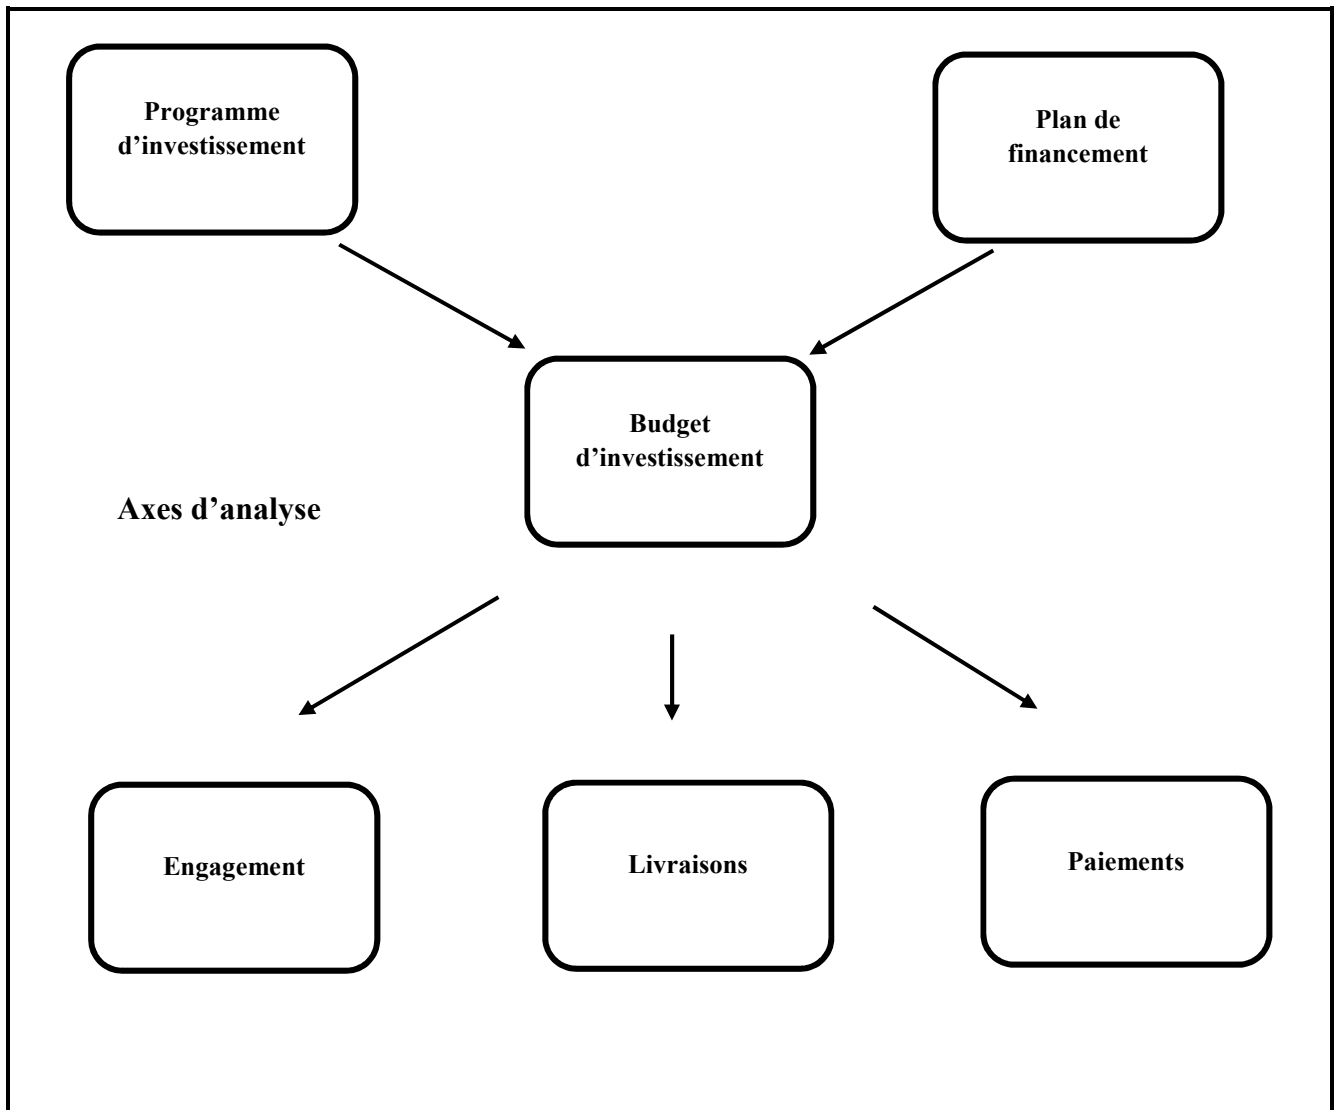 Programme
d’investissement
Plan de
financement
Budget
d’investissement
Axes d’analyse
Engagement
Livraisons
Paiements